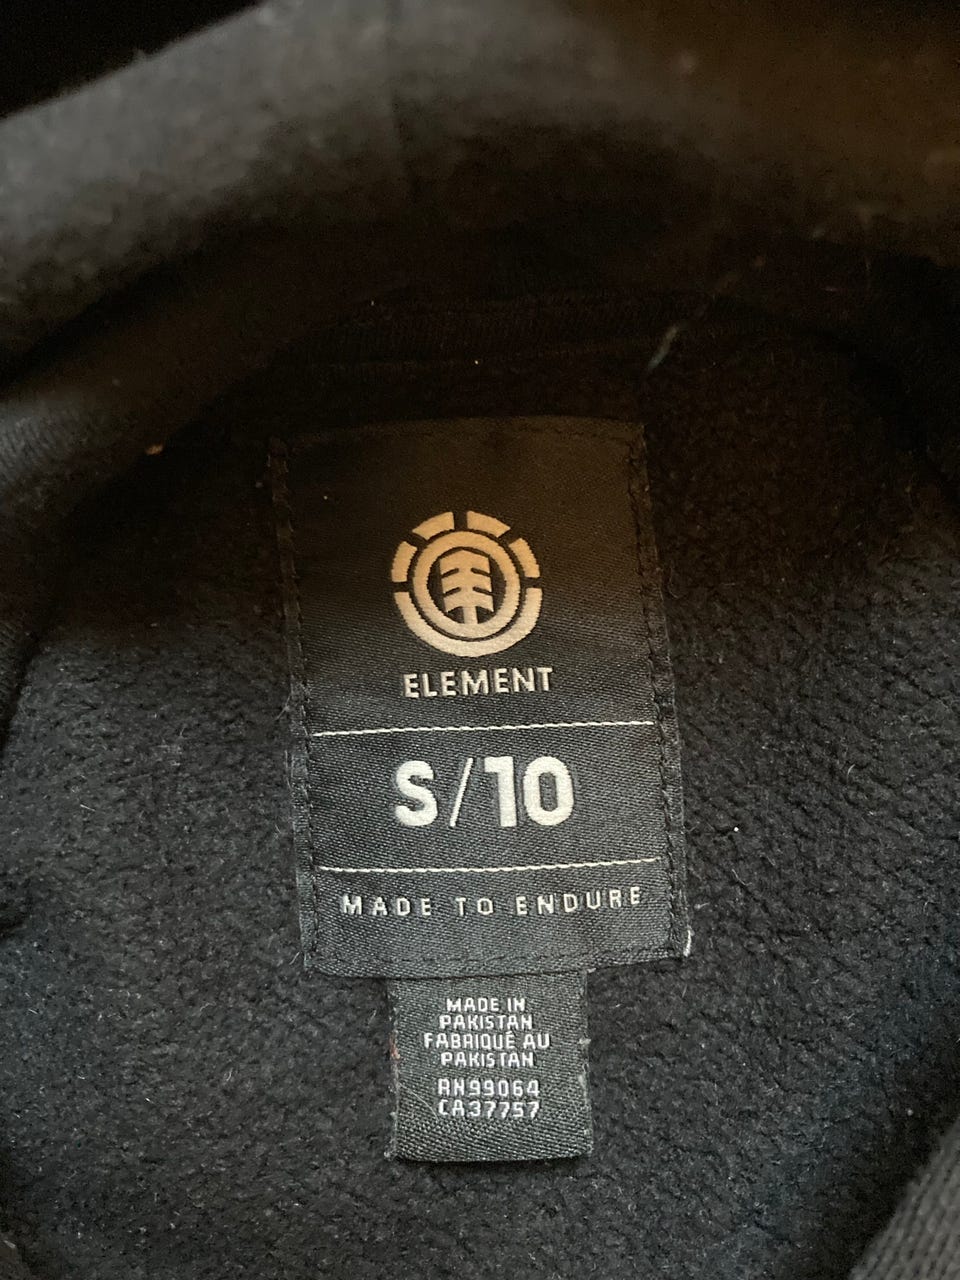 ELEMENT
S/10
MADE TO ENDURE
MADE IN
PAKISTAN
FABRIQUÉ AU
PAKISTAN
RN99064
CA37757